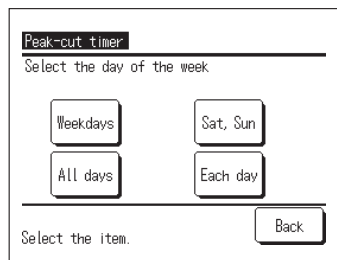 Peak-cut timer
Select the day of the week
Weekdays
Sat, Sun
All days
Each day
Select the item.
Back